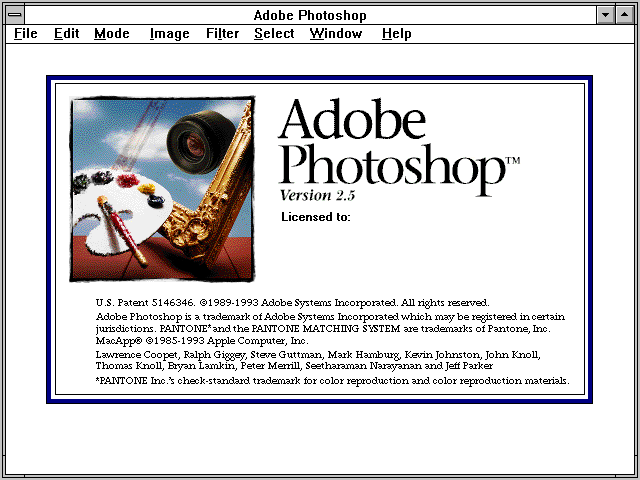 Adobe Photoshop
File Edit Mode Image Filter Select Window Help
Adobe
Photoshop™
Version 2.5
Licensed to:
U.S. Patent 5146346. ©1989-1993 Adobe Systems Incorporated. All rights reserved.
Adobe Photoshop is a trademark of Adobe Systems Incorporated which may be registered in certain
jurisdictions. PANTONE* and the PANTONE MATCHING SYSTEM are trademarks of Pantone, Inc.
MacApp® ©1985-1993 Apple Computer, Inc.
Lawrence Coopet, Ralph Giggey, Steve Guttman, Mark Hamburg, Kevin Johnston, John Knoll,
Thomas Knoll, Bryan Lamkin, Peter Merrill, Seetharaman Narayanan and Jeff Parker
*PANTONE Inc.'s check-standard trademark for color reproduction and color reproduction materials.